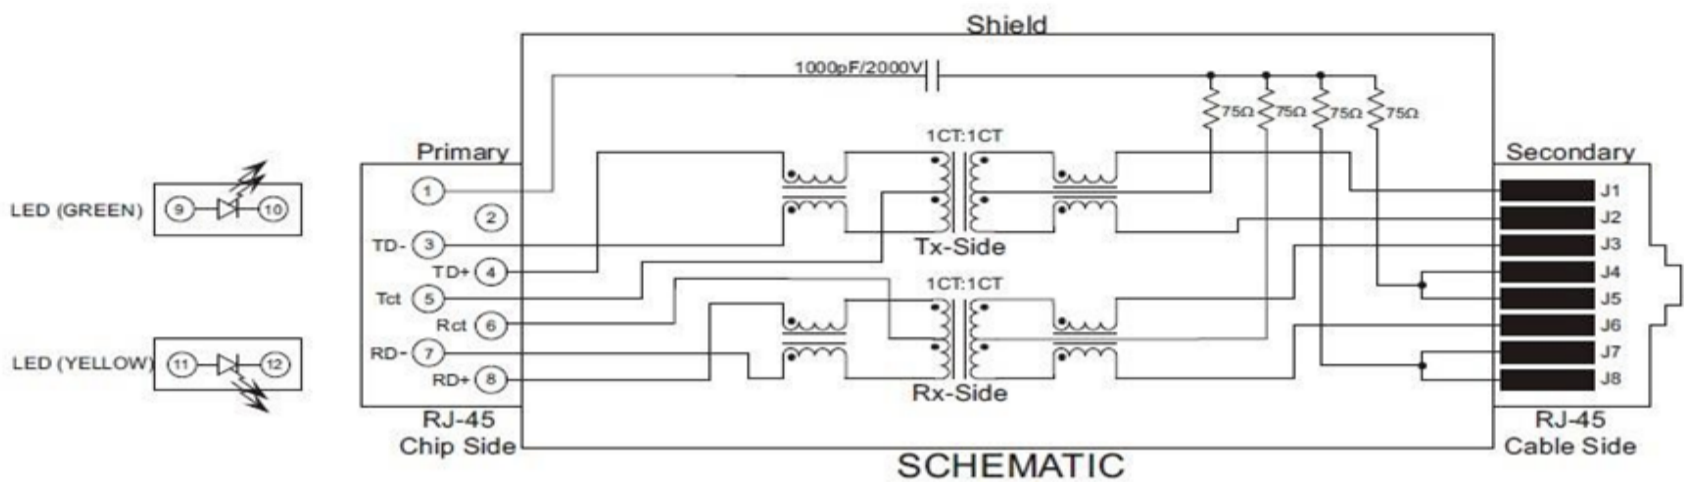 Shield
1000pF/2000V
75Ω 75Ω 75Ω 75Ω
1CT:1CT
Primary
Secondary
1
J1
LED (GREEN)
9 10
2
J2
TD- 3
Tx-Side
J3
TD+ 4
J4
1CT:1CT
Tct 5
J5
Rct 6
J6
RD- 7
J7
LED (YELLOW)
11 12
RD+ 8
J8
Rx-Side
RJ-45
Chip Side
RJ-45
Cable Side
SCHEMATIC